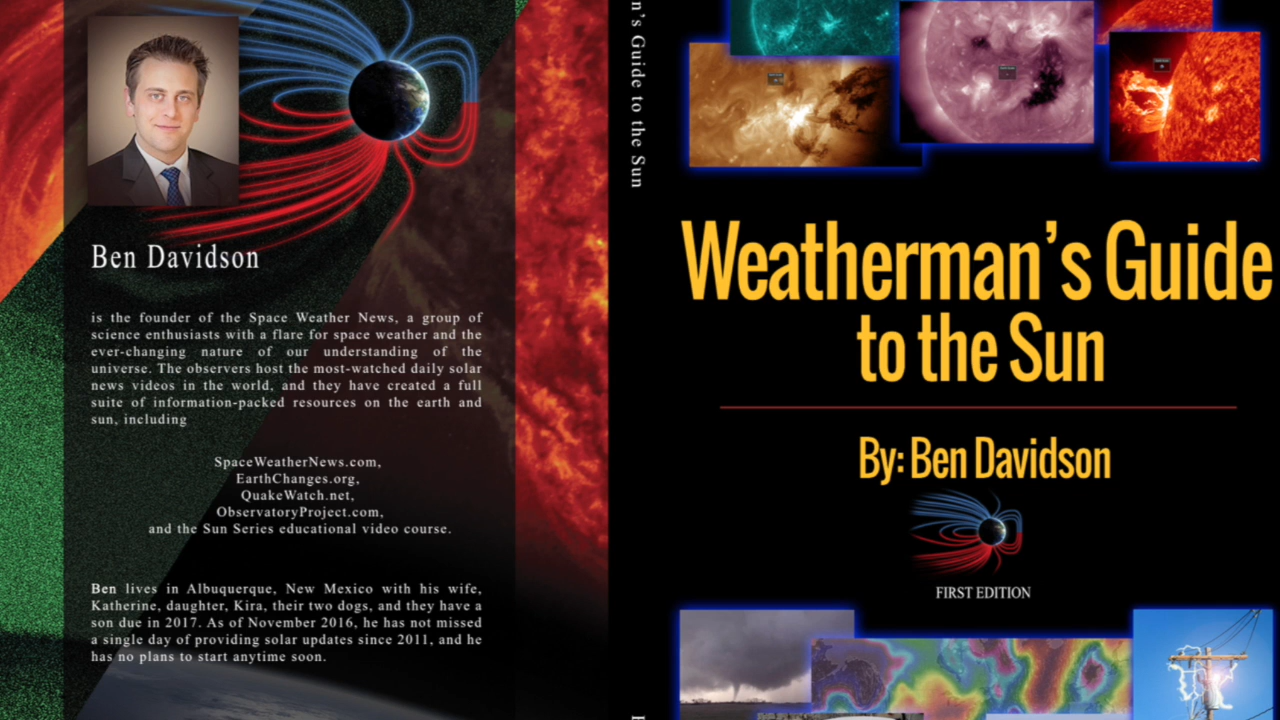 Ben Davidson
is the founder of the Space Weather News, a group of
science enthusiasts with a flare for space weather and the
ever-changing nature of our understanding of the
universe. The observers host the most-watched daily solar
news videos in the world, and they have created a full
suite of information-packed resources on the earth and
sun, including
SpaceWeatherNews.com,
EarthChanges.org,
QuakeWatch.net,
ObservatoryProject.com,
and the Sun Series educational video course.
Ben lives in Albuquerque, New Mexico with his wife,
Katherine, daughter, Kira, their two dogs, and they have a
son due in 2017. As of November 2016, he has not missed
a single day of providing solar updates since 2011, and he
has no plans to start anytime soon.
n's Guide to the Sun
Weatherman's Guide
to the Sun
By: Ben Davidson
FIRST EDITION